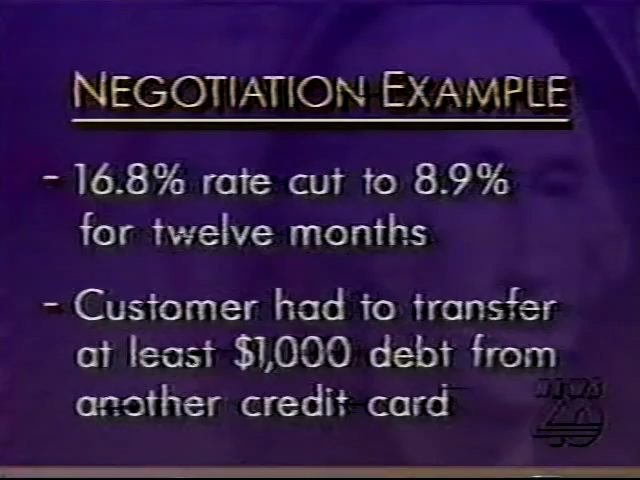 NEGOTIATION EXAMPLE
- 16.8% rate cut to 8.9%
for twelve months
- Customer had to transfer
at least $1,000 debt from
another credit card
NEWS